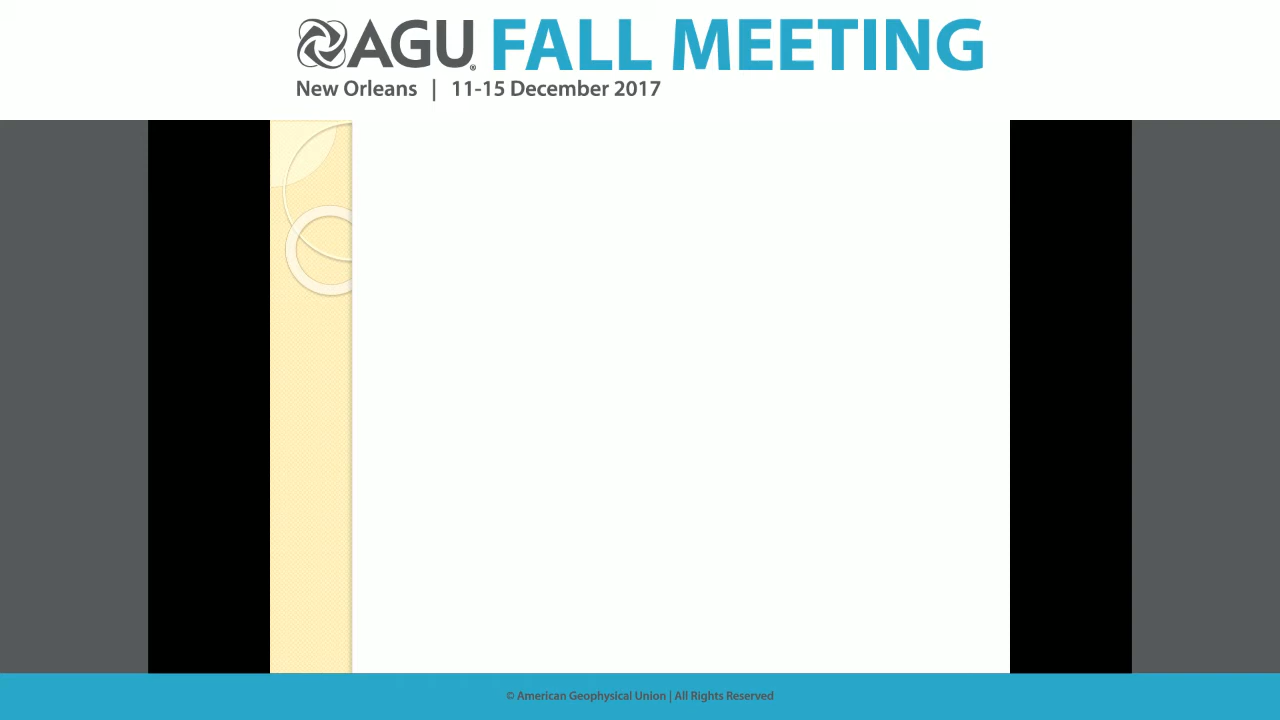 AGU® FALL MEETING
New Orleans | 11-15 December 2017
© American Geophysical Union | All Rights Reserved